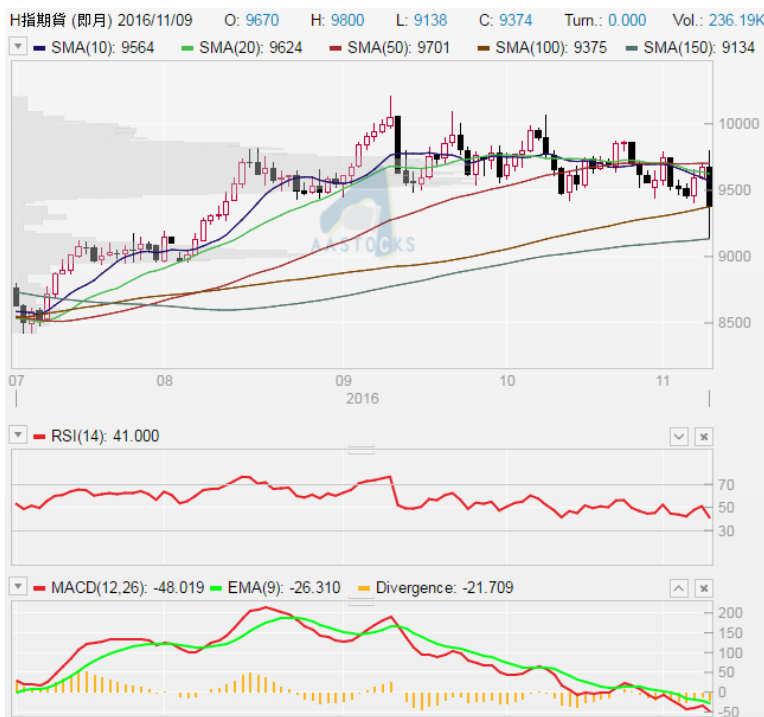 H指期貨 (即月) 2016/11/09 O: 9670 H: 9800 L: 9138 C: 9374 Turn.: 0.000 Vol.: 236.19K
SMA(10): 9564 SMA(20): 9624 SMA(50): 9701 SMA(100): 9375 SMA(150): 9134
10000
9500
AASTOCKS
9000
8500
07 08 09 10 11
2016
RSI(14): 41.000
70
50
30
MACD(12,26): -48.019 EMA(9): -26.310 Divergence: -21.709
200
150
100
50
0
-50